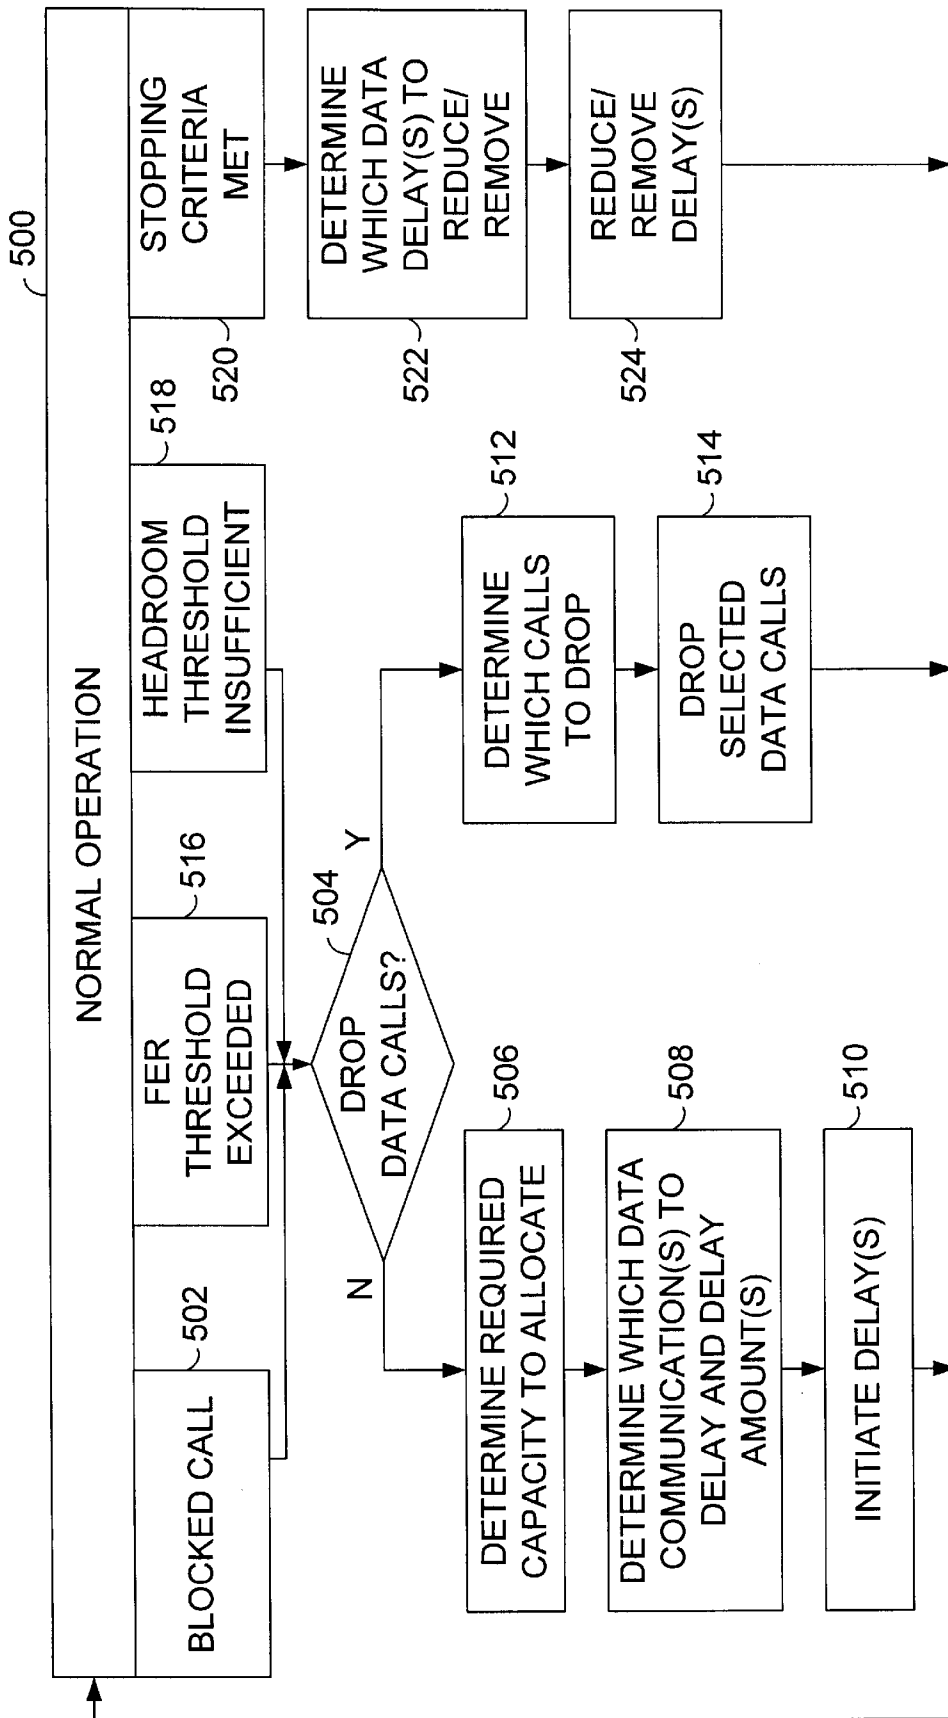 500
NORMAL OPERATION
502
BLOCKED CALL
516
FER
THRESHOLD
EXCEEDED
518
HEADROOM
THRESHOLD
INSUFFICIENT
STOPPING
CRITERIA
MET
520
504
DROP
DATA CALLS?
N
Y
DETERMINE REQUIRED
CAPACITY TO ALLOCATE
506
DETERMINE WHICH DATA
COMMUNICATION(S) TO
DELAY AND DELAY
AMOUNT(S)
508
INITIATE DELAY(S)
510
DETERMINE
WHICH CALLS
TO DROP
512
DROP
SELECTED
DATA CALLS
514
DETERMINE
WHICH DATA
DELAY(S) TO
REDUCE/
REMOVE
522
REDUCE/
REMOVE
DELAY(S)
524